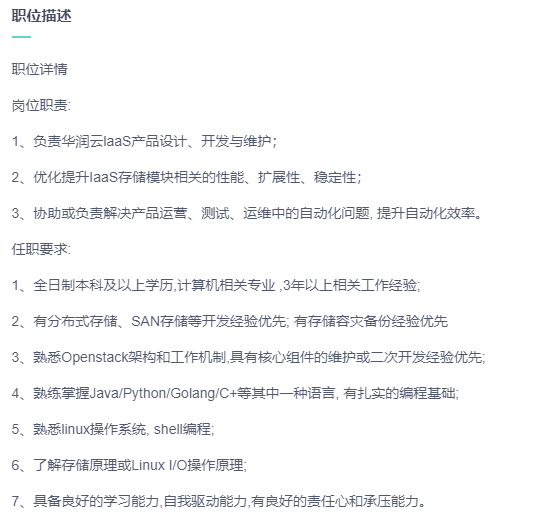 职位描述
职位详情
岗位职责:
1、负责华润云IaaS产品设计、开发与维护；
2、优化提升IaaS存储模块相关的性能、扩展性、稳定性；
3、协助或负责解决产品运营、测试、运维中的自动化问题, 提升自动化效率。
任职要求:
1、全日制本科及以上学历,计算机相关专业 ,3年以上相关工作经验;
2、有分布式存储、SAN存储等开发经验优先; 有存储容灾备份经验优先
3、熟悉Openstack架构和工作机制,具有核心组件的维护或二次开发经验优先;
4、熟练掌握Java/Python/Golang/C+等其中一种语言, 有扎实的编程基础;
5、熟悉linux操作系统, shell编程;
6、了解存储原理或Linux I/O操作原理;
7、具备良好的学习能力,自我驱动能力,有良好的责任心和承压能力。